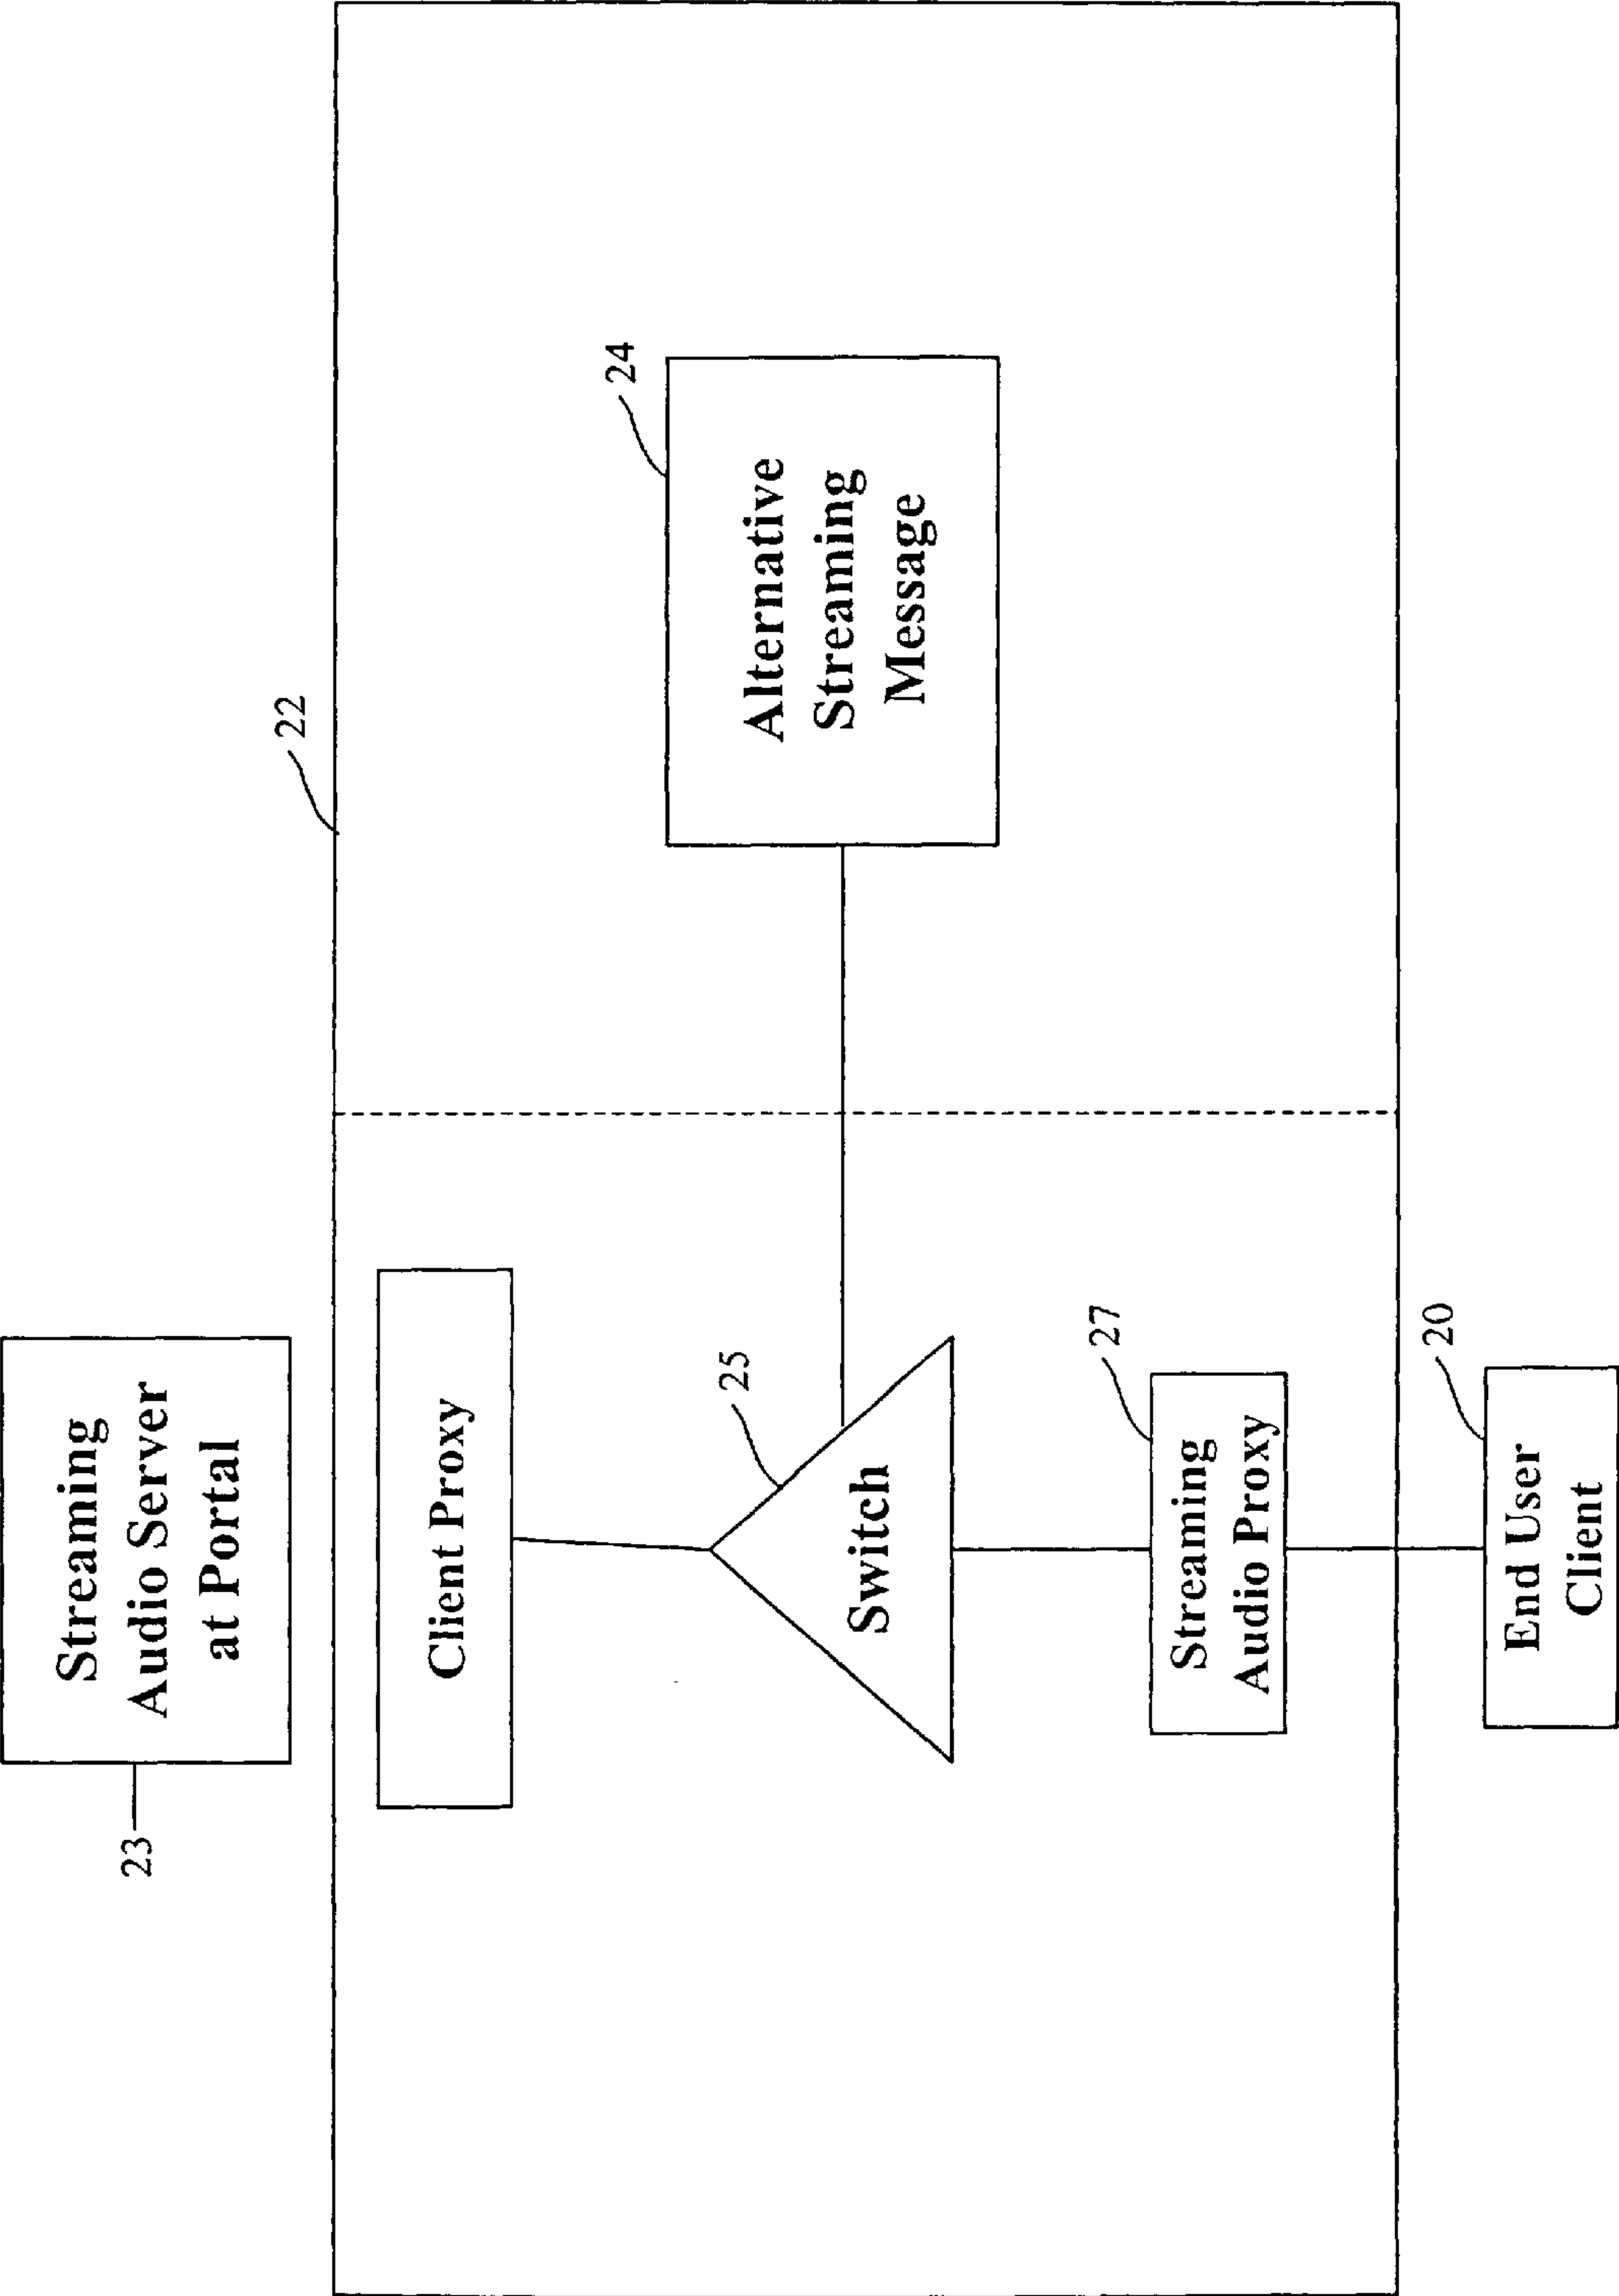 23
Streaming
Audio Server
at Portal
22
Client Proxy
24
Alternative
Streaming
Message
25
Switch
27
Streaming
Audio Proxy
20
End User
Client